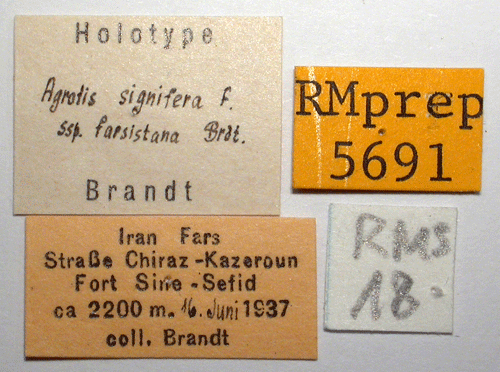 Holotype
Agrotis signifera F.
ssp. farsistana Brdt.
Brandt
RMprep
5691
Iran Fars
Straße Chiraz-Kazeroun
Fort Sine-Sefid
ca 2200 m. 16. Juni 1937
coll. Brandt
RMS
18.